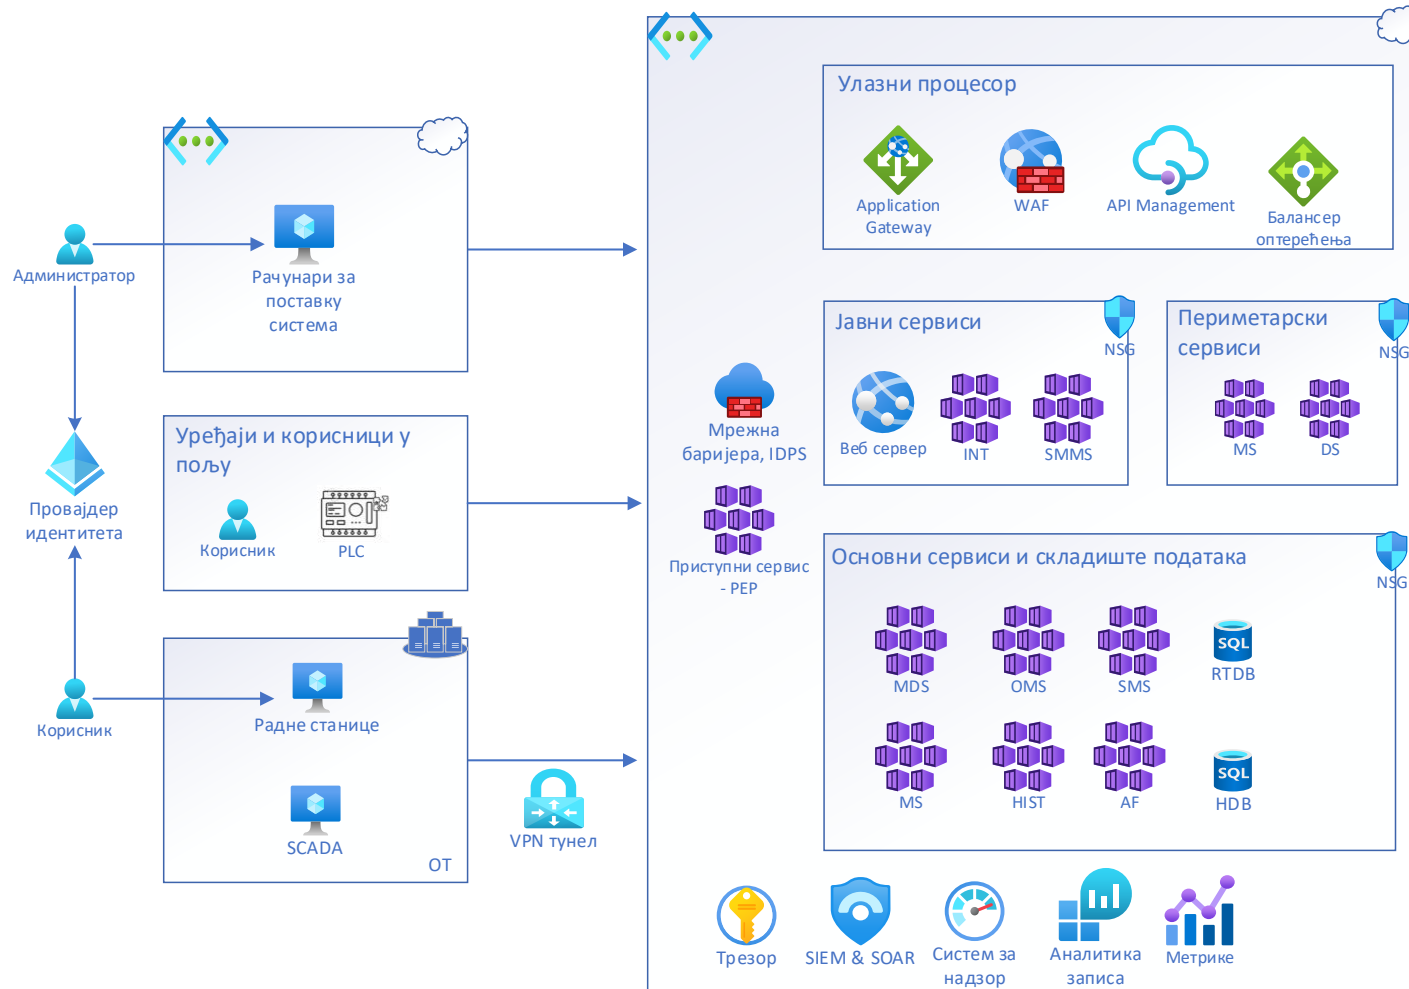 Администратор
Провајдер
идентитета
Корисник
Рачунари за
поставку
система
Уређаји и корисници у
пољу
Корисник
PLC
Радне станице
SCADA
ОТ
VPN тунел
Мрежна
баријера, IDPS
Приступни сервис
- PEP
Улазни процесор
Application
Gateway
WAF
API Management
Балансер
оптерећења
Јавни сервиси
NSG
Веб сервер
INT
SMMS
Периметарски
сервиси
NSG
MS
DS
Основни сервиси и складиште података
NSG
MDS
OMS
SMS
SQL
RTDB
MS
HIST
AF
SQL
HDB
Трезор
SIEM & SOAR
Систем за
надзор
Аналитика
записа
Метрике